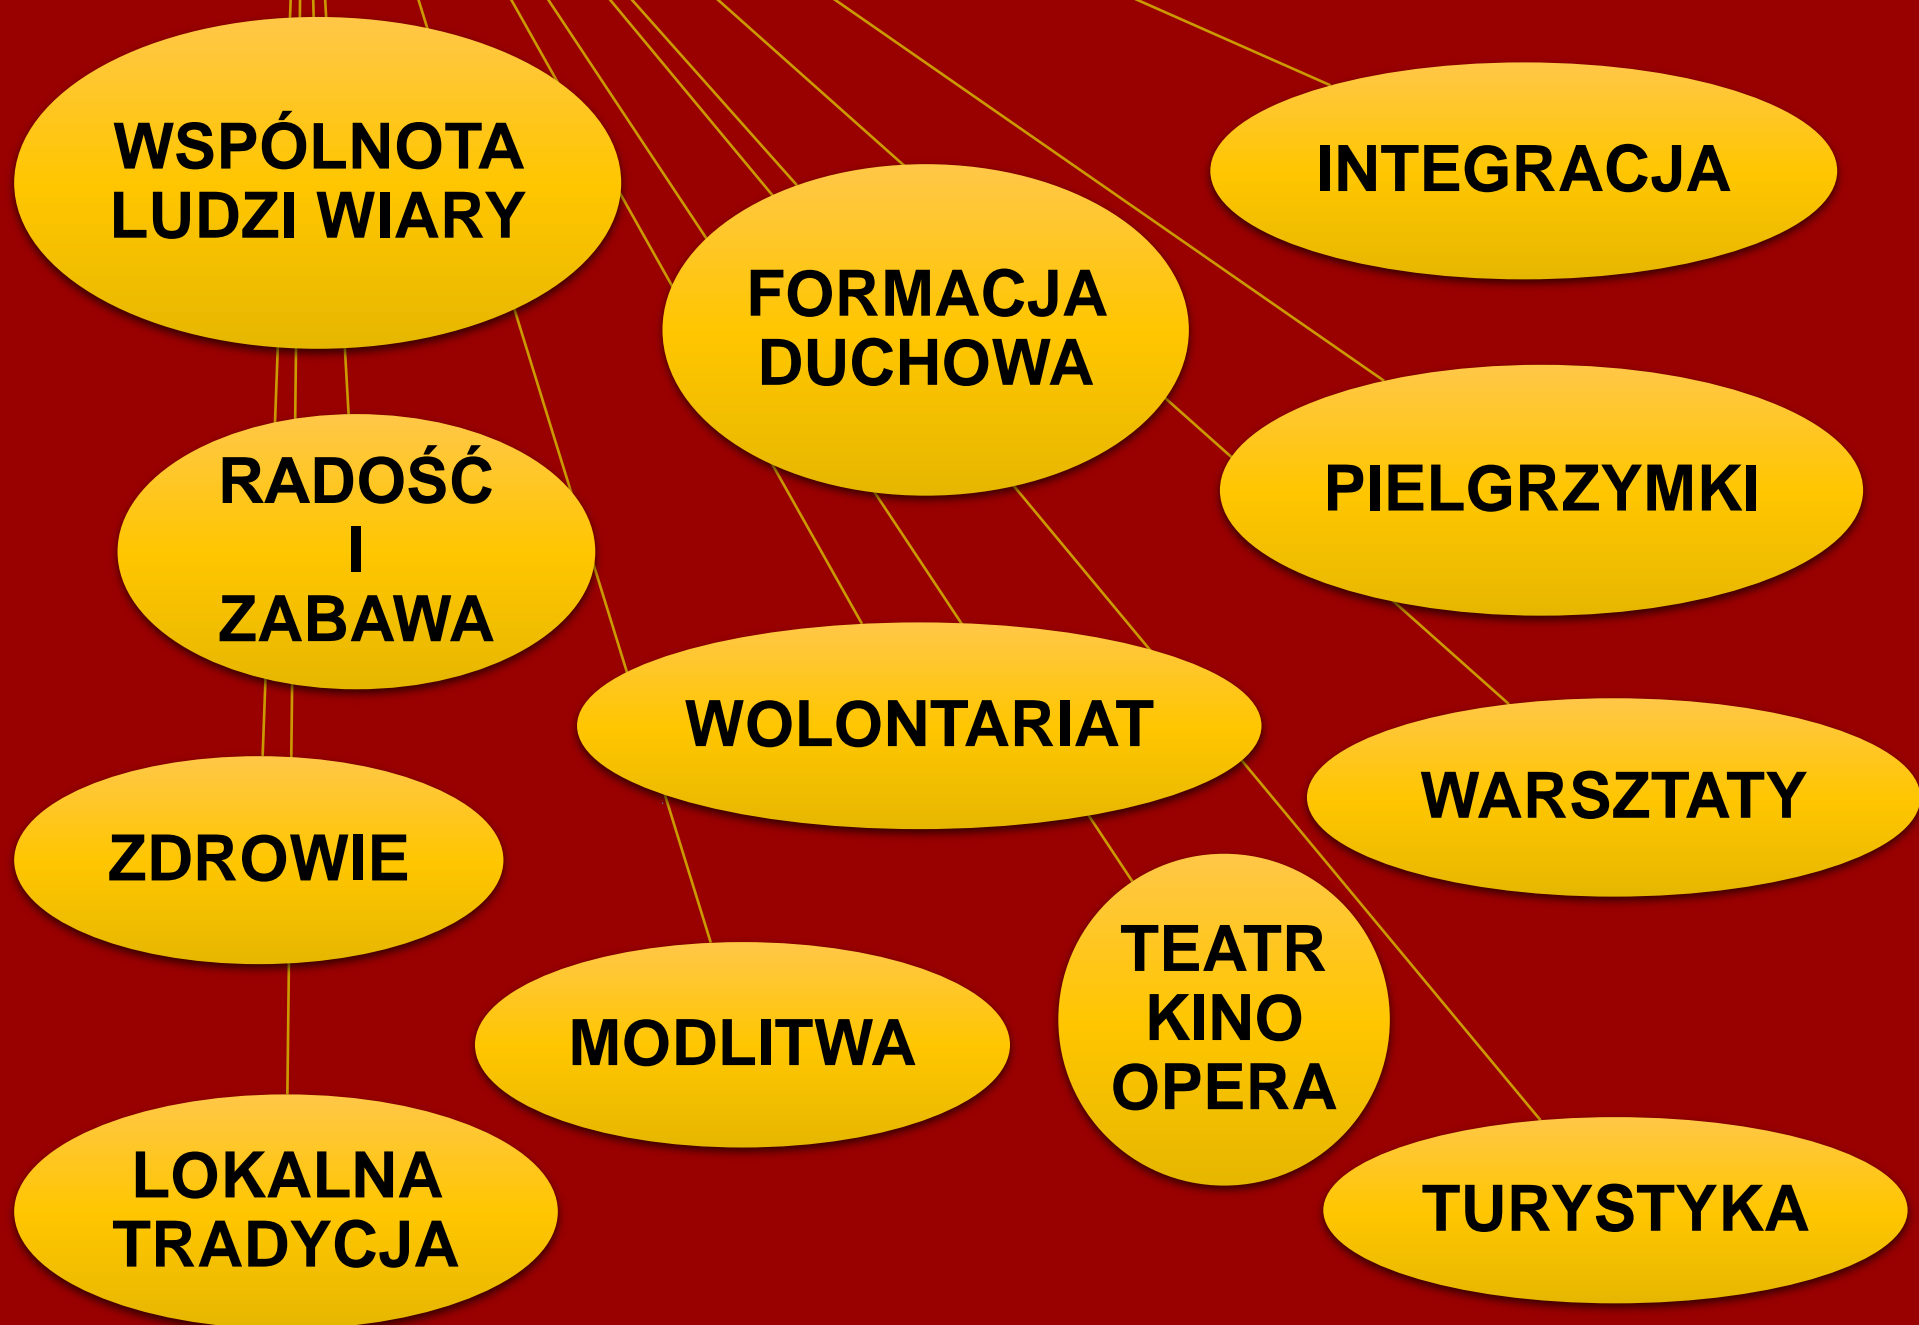 WSPÓLNOTA
LUDZI WIARY
INTEGRACJA
FORMACJA
DUCHOWA
RADOŚĆ
I
ZABAWA
PIELGRZYMKI
WOLONTARIAT
WARSZTATY
ZDROWIE
TEATR
KINO
OPERA
MODLITWA
LOKALNA
TRADYCJA
TURYSTYKA